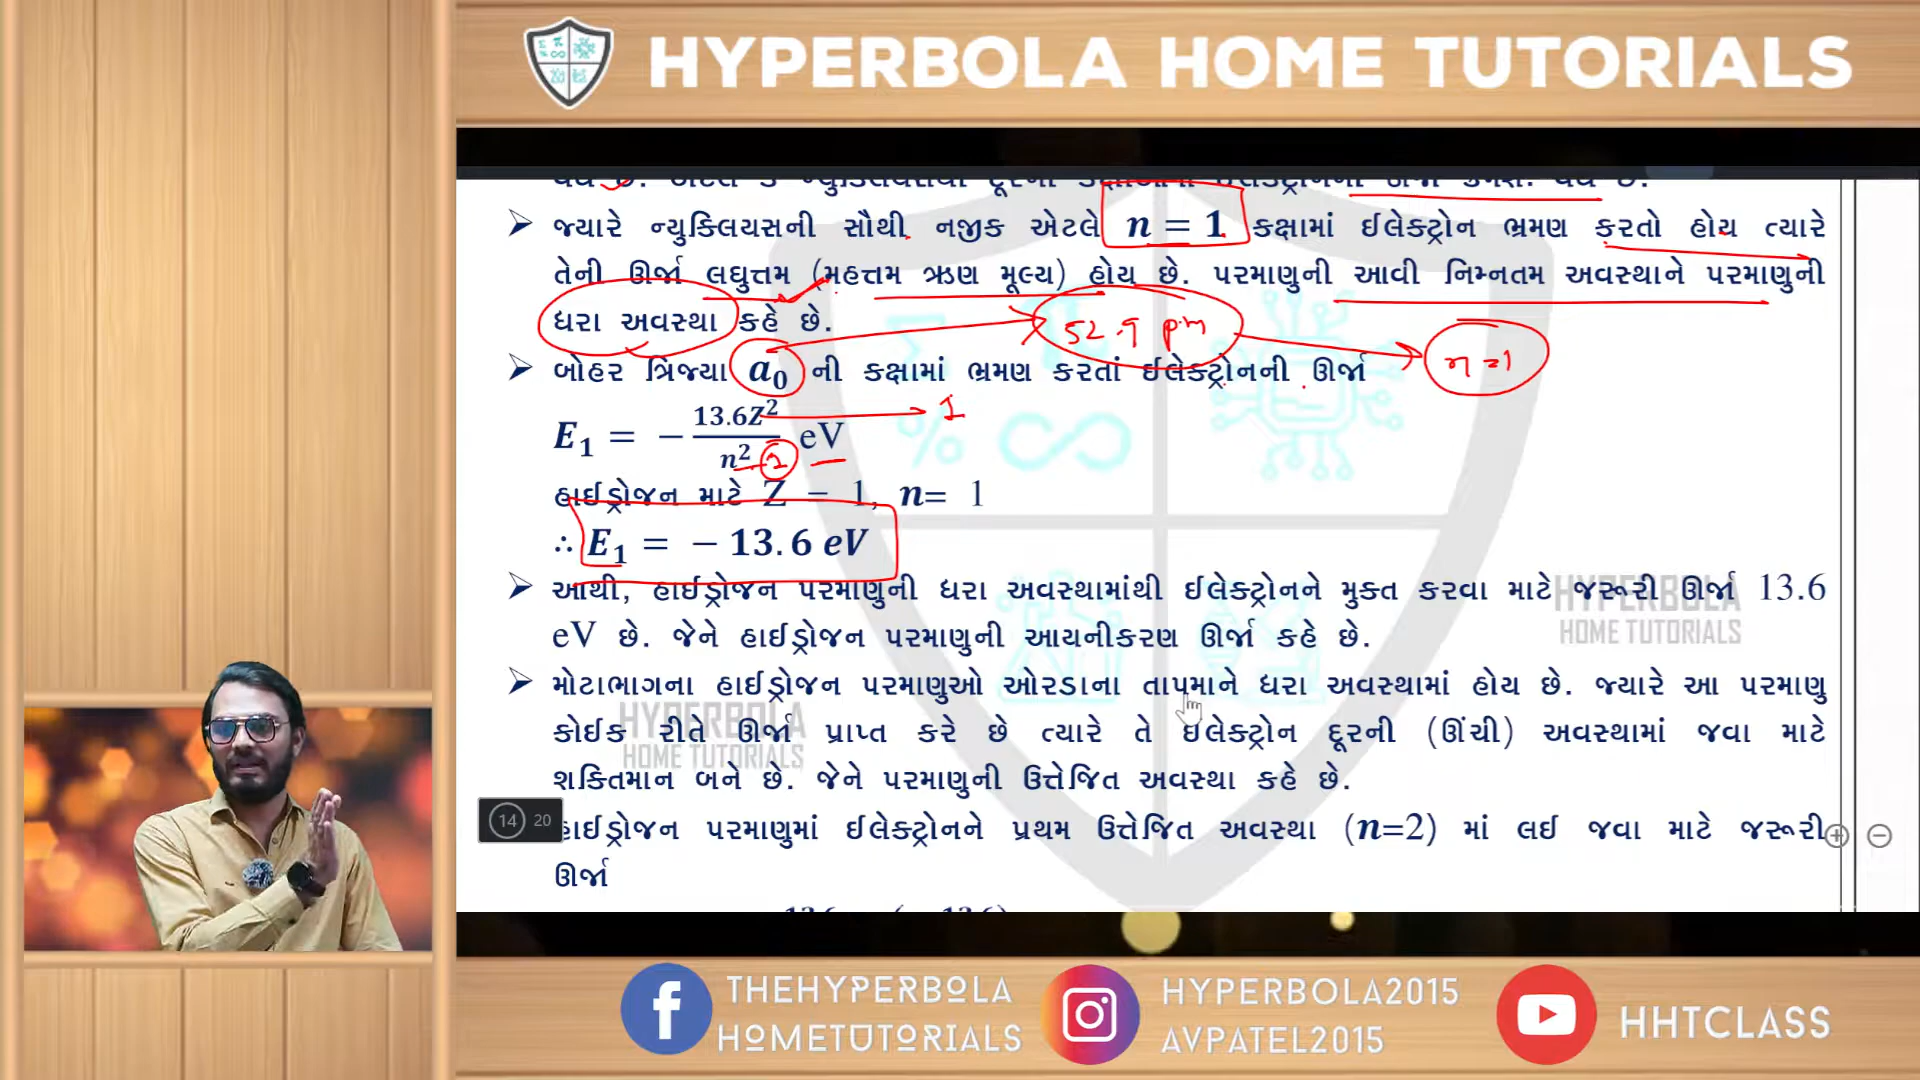 HYPERBOLA HOME TUTORIALS
જ્યારે ન્યુક્લિયસની સૌથી નજીક એટલે n = 1 કક્ષામાં ઈલેક્ટ્રોન ભ્રમણ કરતો હોય ત્યારે
તેની ઊર્જા લઘુત્તમ (મહત્તમ ઋણ મૂલ્ય) હોય છે. પરમાણુની આવી નિમ્નતમ અવસ્થાને પરમાણુની
ધરા અવસ્થા કહે છે.
52.9 pm
n=1
બોહર ત્રિજ્યા a₀ ની કક્ષામાં ભ્રમણ કરતાં ઈલેક્ટ્રોનની ઊર્જા
E₁ = − 13.6Z²/n² eV
1
હાઈડ્રોજન માટે Z = 1, n= 1
∴ E₁ = − 13.6 eV
આથી, હાઈડ્રોજન પરમાણુની ધરા અવસ્થામાંથી ઈલેક્ટ્રોનને મુક્ત કરવા માટે જરૂરી ઊર્જા 13.6
eV છે. જેને હાઈડ્રોજન પરમાણુની આયનીકરણ ઊર્જા કહે છે.
મોટાભાગના હાઈડ્રોજન પરમાણુઓ ઓરડાના તાપમાને ધરા અવસ્થામાં હોય છે. જ્યારે આ પરમાણુ
કોઈક રીતે ઊર્જા પ્રાપ્ત કરે છે ત્યારે તે ઇલેક્ટ્રોન દૂરની (ઊંચી) અવસ્થામાં જવા માટે
શક્તિમાન બને છે. જેને પરમાણુની ઉત્તેજિત અવસ્થા કહે છે.
હાઈડ્રોજન પરમાણુમાં ઈલેક્ટ્રોનને પ્રથમ ઉત્તેજિત અવસ્થા (n=2) માં લઈ જવા માટે જરૂરી
ઊર્જા
HYPERBOLA
HOME TUTORIALS
HYPERBOLA
HOME TUTORIALS
14 20
THEHYPERBOLA
HOMETUTORIALS
HYPERBOLA2015
AVPATEL2015
HHTCLASS